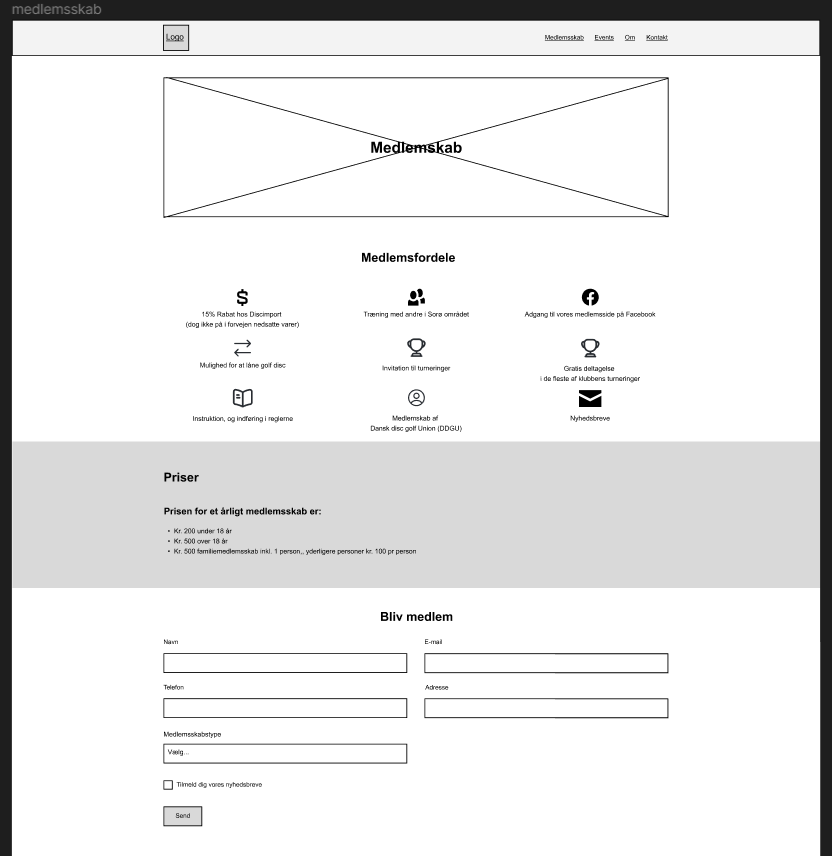 medlemsskab
Logo
Medlemsskab Events Om Kontakt
Medlemskab
Medlemsfordele
15% Rabat hos Discimport
(dog ikke på i forvejen nedsatte varer)
Træning med andre i Sorø området
Adgang til vores medlemsside på Facebook
Mulighed for at låne golf disc
Invitation til turneringer
Gratis deltagelse
i de fleste af klubbens turneringer
Instruktion, og indføring i reglerne
Medlemskab af
Dansk disc golf Union (DDGU)
Nyhedsbreve
Priser
Prisen for et årligt medlemsskab er:
• Kr. 200 under 18 år
• Kr. 500 over 18 år
• Kr. 500 familiemedlemsskab inkl. 1 person,, yderligere personer kr. 100 pr person
Bliv medlem
Navn
E-mail
Telefon
Adresse
Medlemsskabstype
Vælg...
Tilmeld dig vores nyhedsbreve
Send